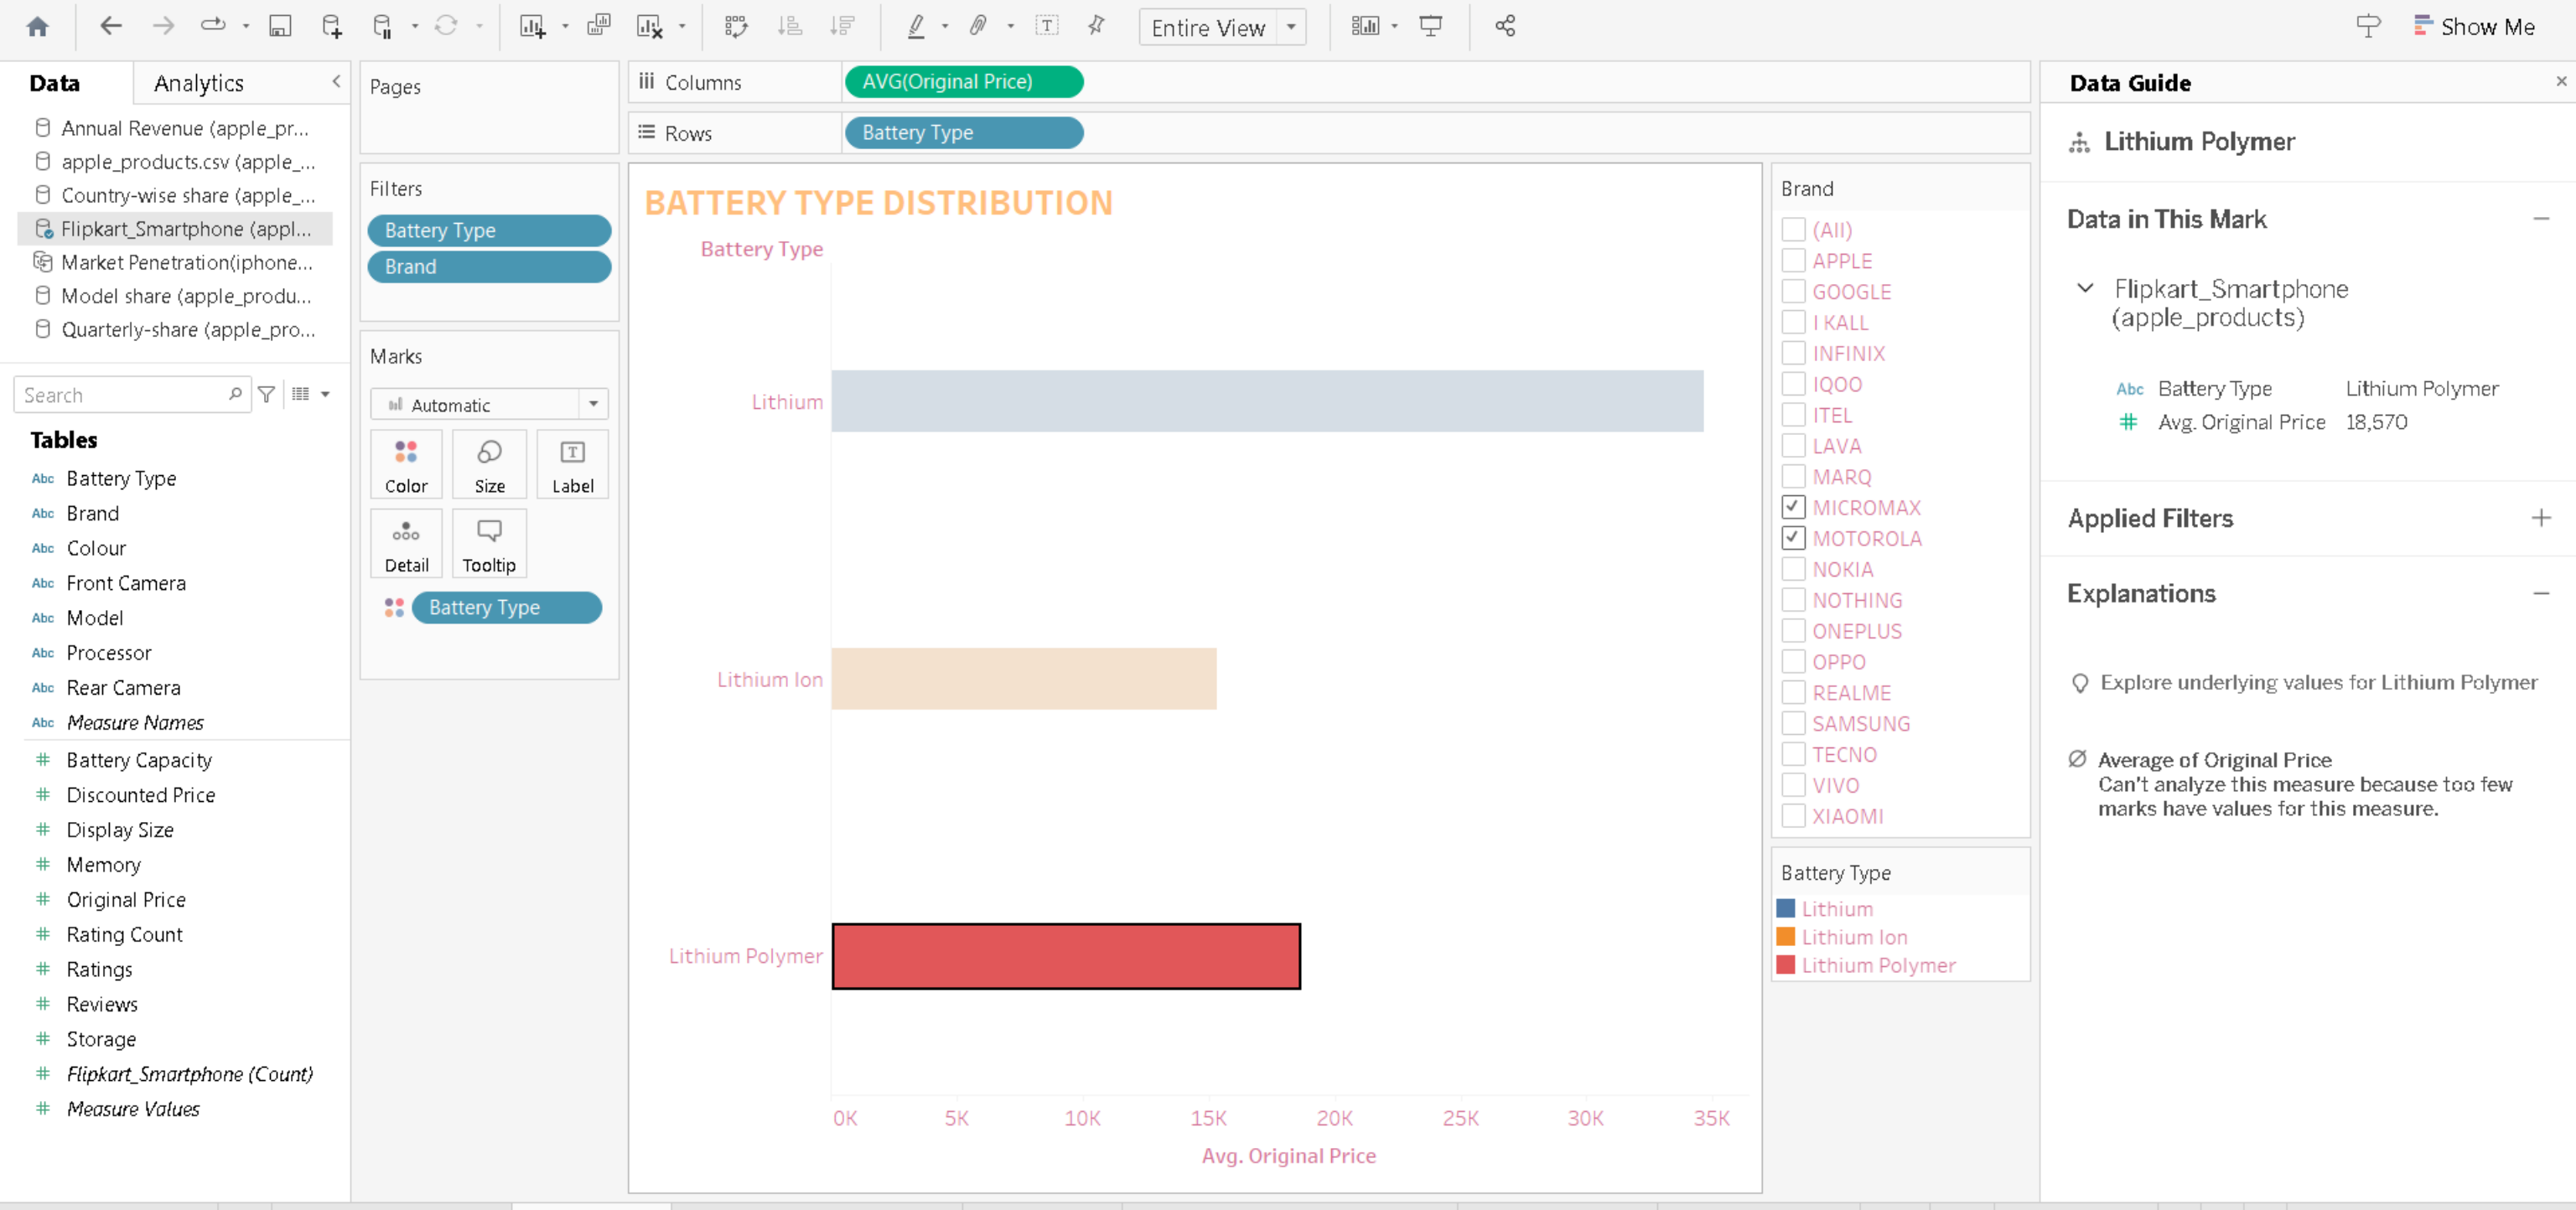 Entire View
Show Me
Data
Analytics
Annual Revenue (apple_pr...
apple_products.csv (apple_...
Country-wise share (apple_...
Flipkart_Smartphone (appl...
Market Penetration(iphone...
Model share (apple_produ...
Quarterly-share (apple_pro...
Search
Tables
Abc Battery Type
Abc Brand
Abc Colour
Abc Front Camera
Abc Model
Abc Processor
Abc Rear Camera
Abc Measure Names
# Battery Capacity
# Discounted Price
# Display Size
# Memory
# Original Price
# Rating Count
# Ratings
# Reviews
# Storage
# Flipkart_Smartphone (Count)
# Measure Values
Pages
Filters
Battery Type
Brand
Marks
Automatic
Color
Size
Label
Detail
Tooltip
Battery Type
Columns
AVG(Original Price)
Rows
Battery Type
BATTERY TYPE DISTRIBUTION
Battery Type
Lithium
Lithium Ion
Lithium Polymer
0K 5K 10K 15K 20K 25K 30K 35K
Avg. Original Price
Brand
(All)
APPLE
GOOGLE
I KALL
INFINIX
IQOO
ITEL
LAVA
MARQ
MICROMAX
MOTOROLA
NOKIA
NOTHING
ONEPLUS
OPPO
REALME
SAMSUNG
TECNO
VIVO
XIAOMI
Battery Type
Lithium
Lithium Ion
Lithium Polymer
Data Guide
Lithium Polymer
Data in This Mark
Flipkart_Smartphone
(apple_products)
Abc Battery Type Lithium Polymer
# Avg. Original Price 18,570
Applied Filters
Explanations
Explore underlying values for Lithium Polymer
Average of Original Price
Can't analyze this measure because too few
marks have values for this measure.